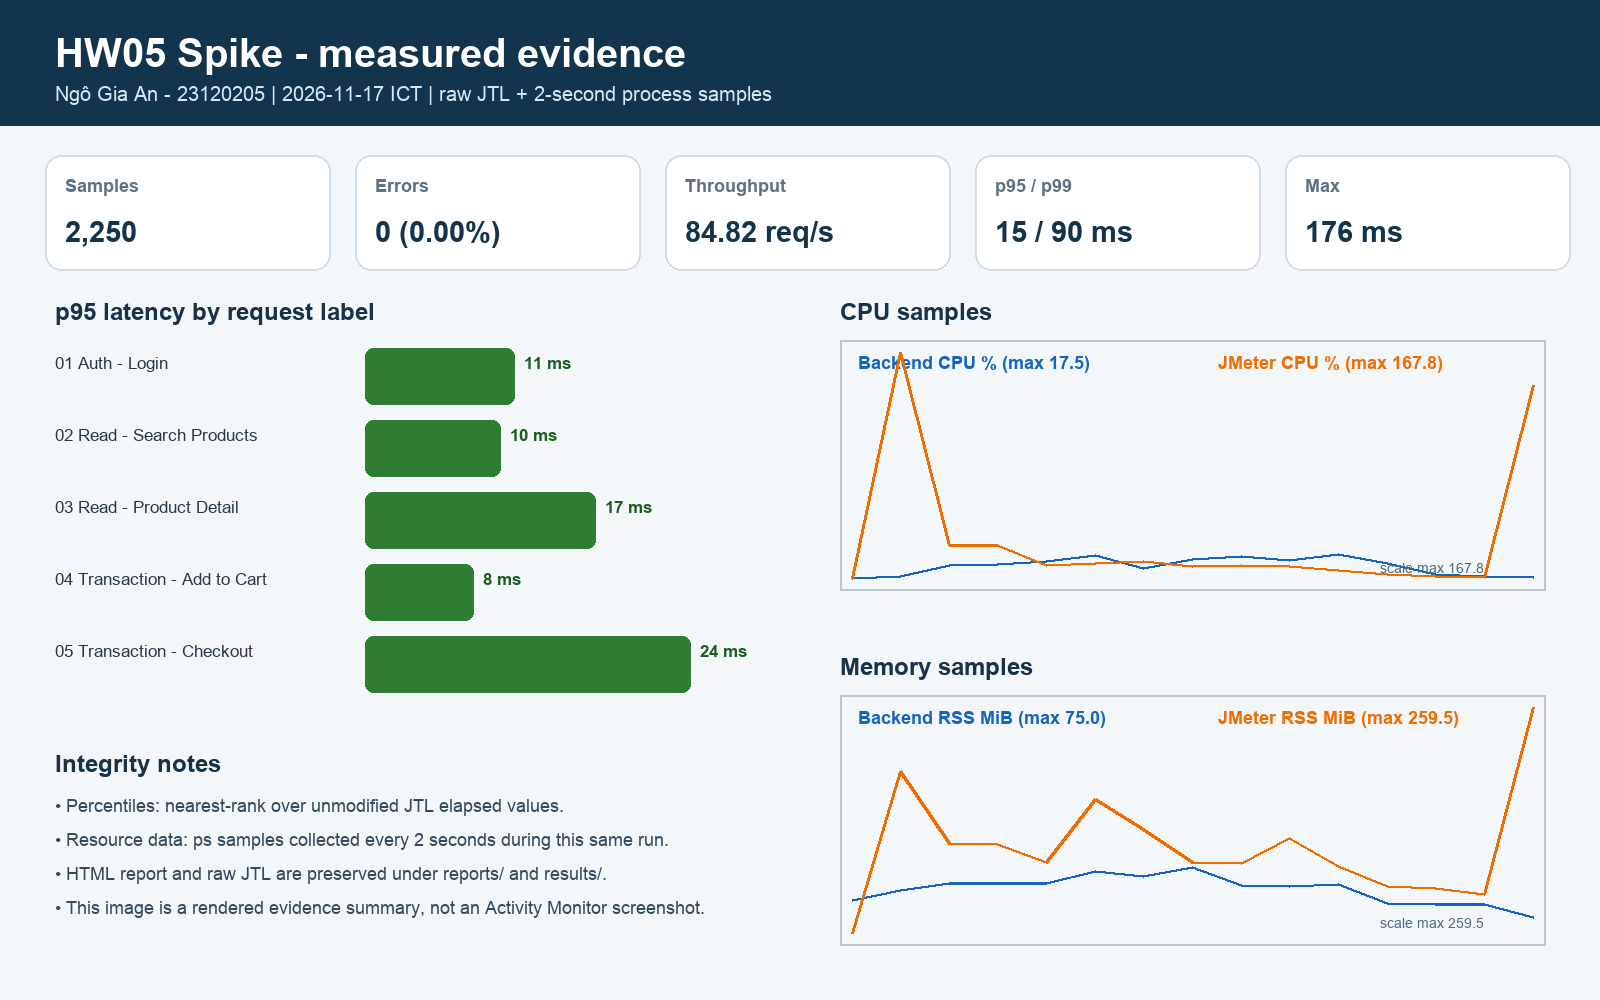 HW05 Spike - measured evidence
Ngô Gia An - 23120205 | 2026-11-17 ICT | raw JTL + 2-second process samples
Samples
2,250
Errors
0 (0.00%)
Throughput
84.82 req/s
p95 / p99
15 / 90 ms
Max
176 ms
p95 latency by request label
01 Auth - Login
11 ms
02 Read - Search Products
10 ms
03 Read - Product Detail
17 ms
04 Transaction - Add to Cart
8 ms
05 Transaction - Checkout
24 ms
Integrity notes
• Percentiles: nearest-rank over unmodified JTL elapsed values.
• Resource data: ps samples collected every 2 seconds during this same run.
• HTML report and raw JTL are preserved under reports/ and results/.
• This image is a rendered evidence summary, not an Activity Monitor screenshot.
CPU samples
Backend CPU % (max 17.5)
JMeter CPU % (max 167.8)
scale max 167.8
Memory samples
Backend RSS MiB (max 75.0)
JMeter RSS MiB (max 259.5)
scale max 259.5